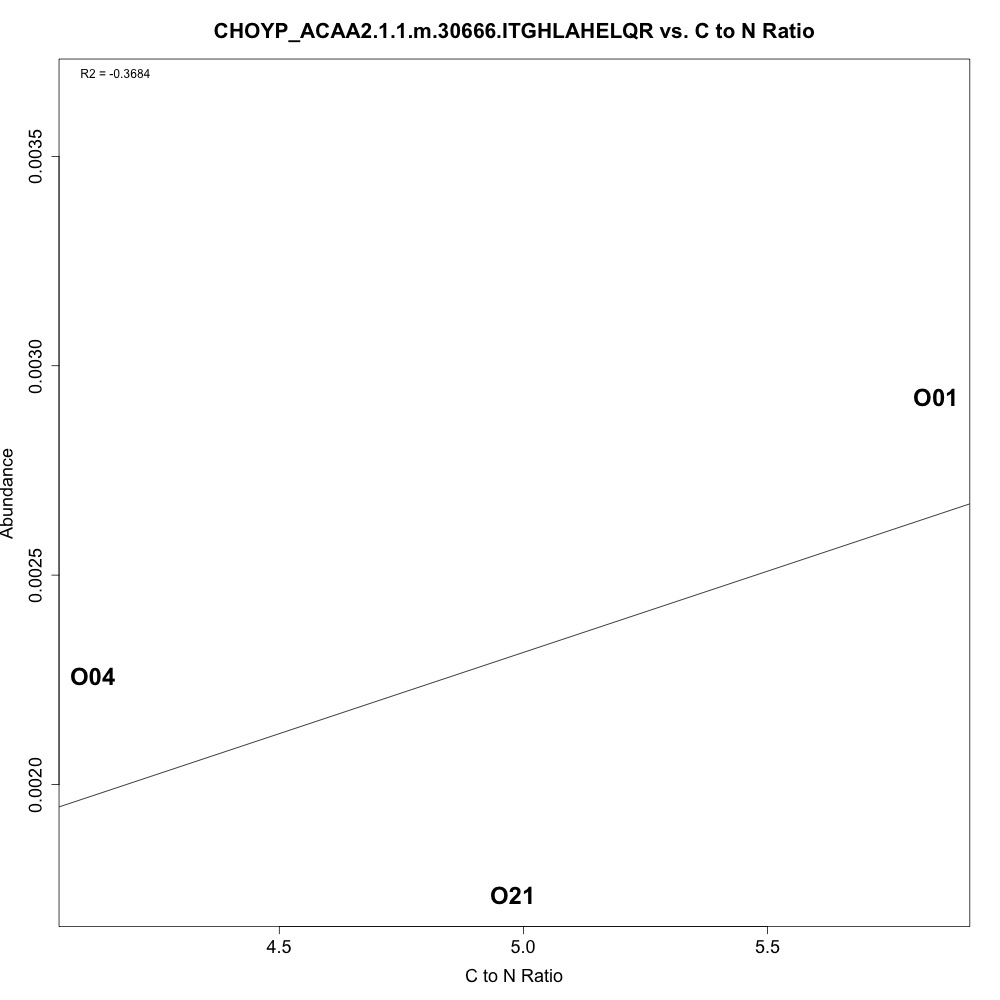 CHOYP_ACAA2.1.1.m.30666.ITGHLAHELQR vs. C to N Ratio
R2 = -0.3684
0.0035
0.0030
O01
Abundance
0.0025
O04
0.0020
O21
4.5 5.0 5.5
C to N Ratio